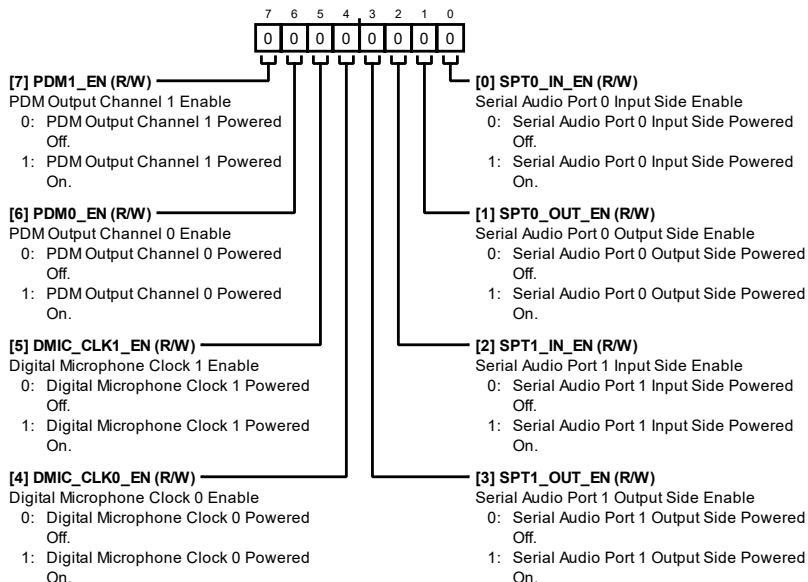 7 6 5 4 3 2 1 0
0 0 0 0 0 0 0 0
[7] PDM1_EN (R/W)
PDM Output Channel 1 Enable
0: PDM Output Channel 1 Powered
Off.
1: PDM Output Channel 1 Powered
On.
[6] PDM0_EN (R/W)
PDM Output Channel 0 Enable
0: PDM Output Channel 0 Powered
Off.
1: PDM Output Channel 0 Powered
On.
[5] DMIC_CLK1_EN (R/W)
Digital Microphone Clock 1 Enable
0: Digital Microphone Clock 1 Powered
Off.
1: Digital Microphone Clock 1 Powered
On.
[4] DMIC_CLK0_EN (R/W)
Digital Microphone Clock 0 Enable
0: Digital Microphone Clock 0 Powered
Off.
1: Digital Microphone Clock 0 Powered
On.
[0] SPT0_IN_EN (R/W)
Serial Audio Port 0 Input Side Enable
0: Serial Audio Port 0 Input Side Powered
Off.
1: Serial Audio Port 0 Input Side Powered
On.
[1] SPT0_OUT_EN (R/W)
Serial Audio Port 0 Output Side Enable
0: Serial Audio Port 0 Output Side Powered
Off.
1: Serial Audio Port 0 Output Side Powered
On.
[2] SPT1_IN_EN (R/W)
Serial Audio Port 1 Input Side Enable
0: Serial Audio Port 1 Input Side Powered
Off.
1: Serial Audio Port 1 Input Side Powered
On.
[3] SPT1_OUT_EN (R/W)
Serial Audio Port 1 Output Side Enable
0: Serial Audio Port 1 Output Side Powered
Off.
1: Serial Audio Port 1 Output Side Powered
On.